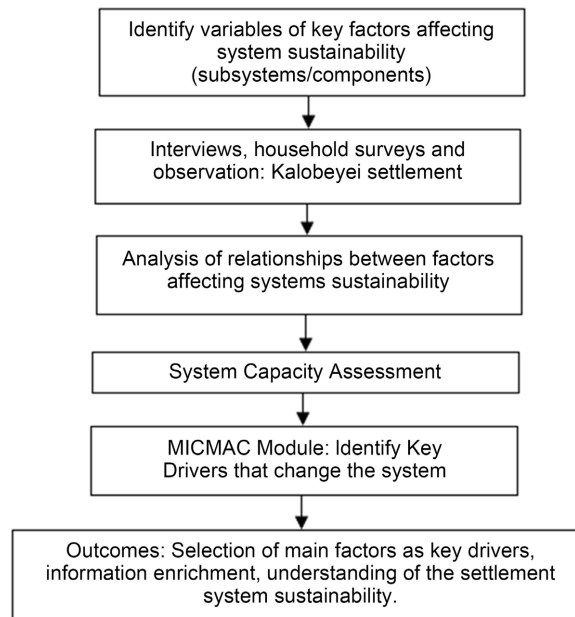 Identify variables of key factors affecting
system sustainability
(subsystems/components)
Interviews, household surveys and
observation: Kalobeyei settlement
Analysis of relationships between factors
affecting systems sustainability
System Capacity Assessment
MICMAC Module: Identify Key
Drivers that change the system
Outcomes: Selection of main factors as key drivers,
information enrichment, understanding of the settlement
system sustainability.